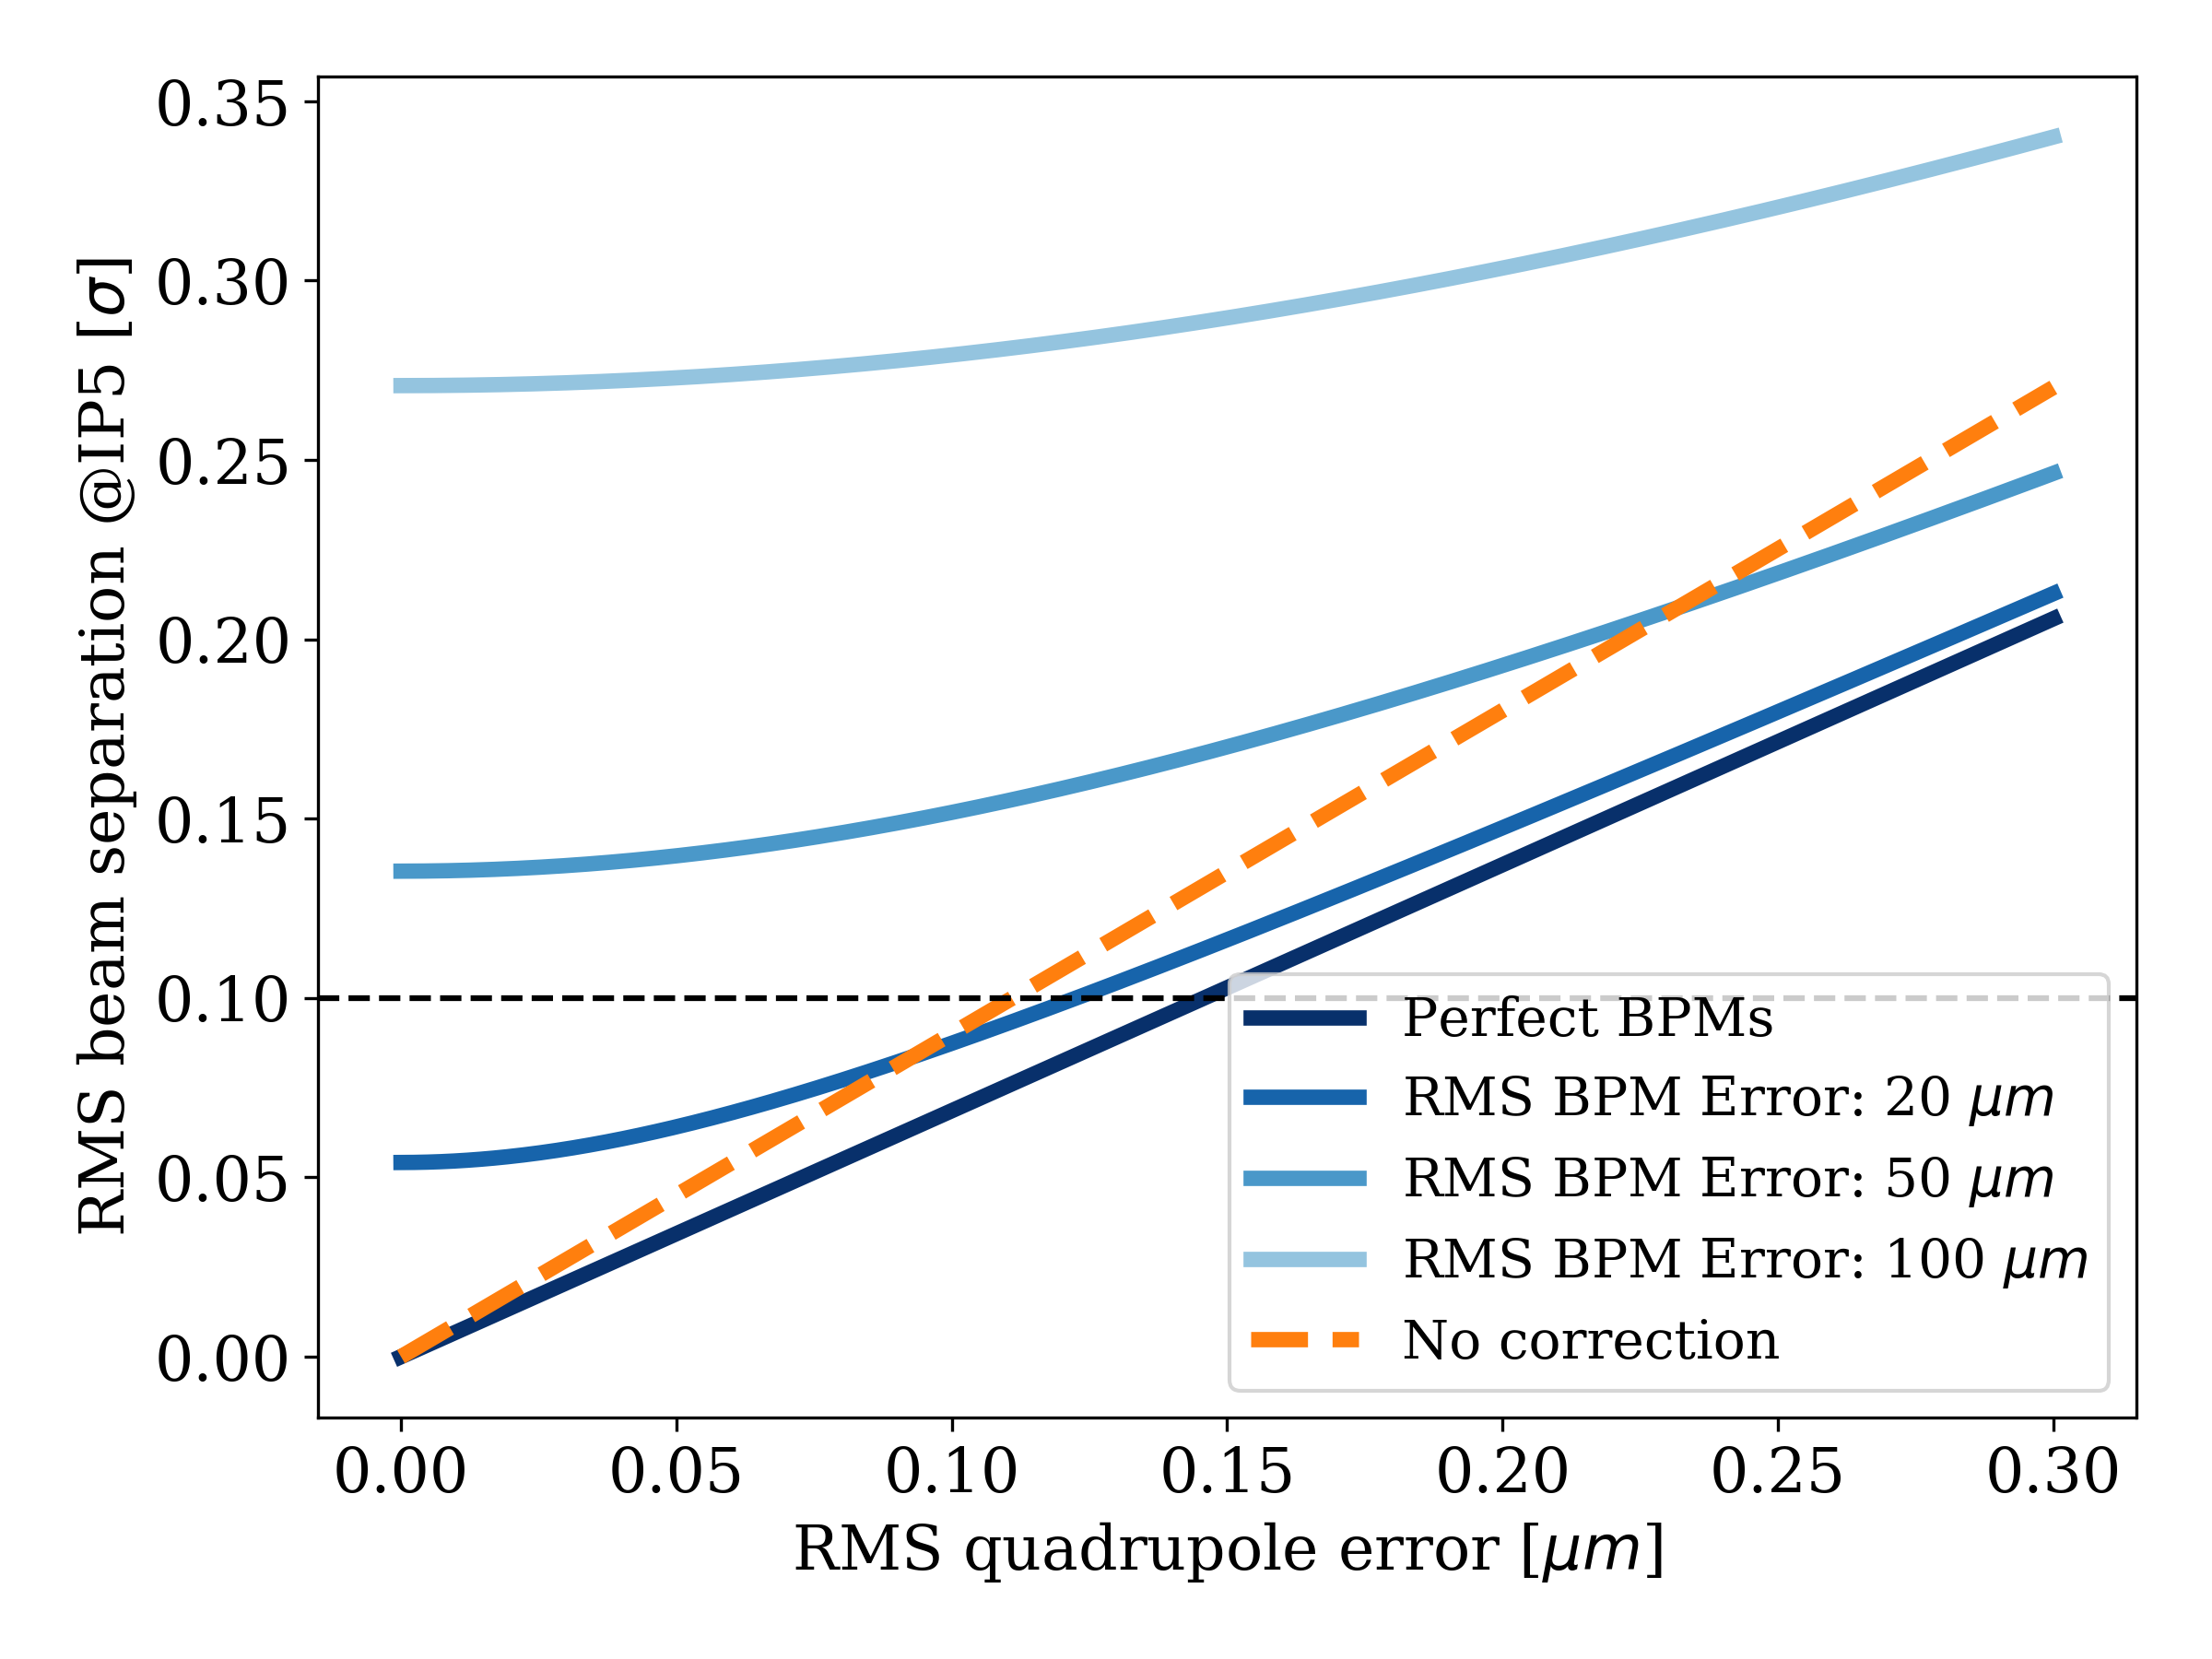 RMS beam separation @IP5 [σ]
0.35
0.30
0.25
0.20
0.15
0.10
0.05
0.00
Perfect BPMs
RMS BPM Error: 20 μm
RMS BPM Error: 50 μm
RMS BPM Error: 100 μm
No correction
0.00 0.05 0.10 0.15 0.20 0.25 0.30
RMS quadrupole error [μm]